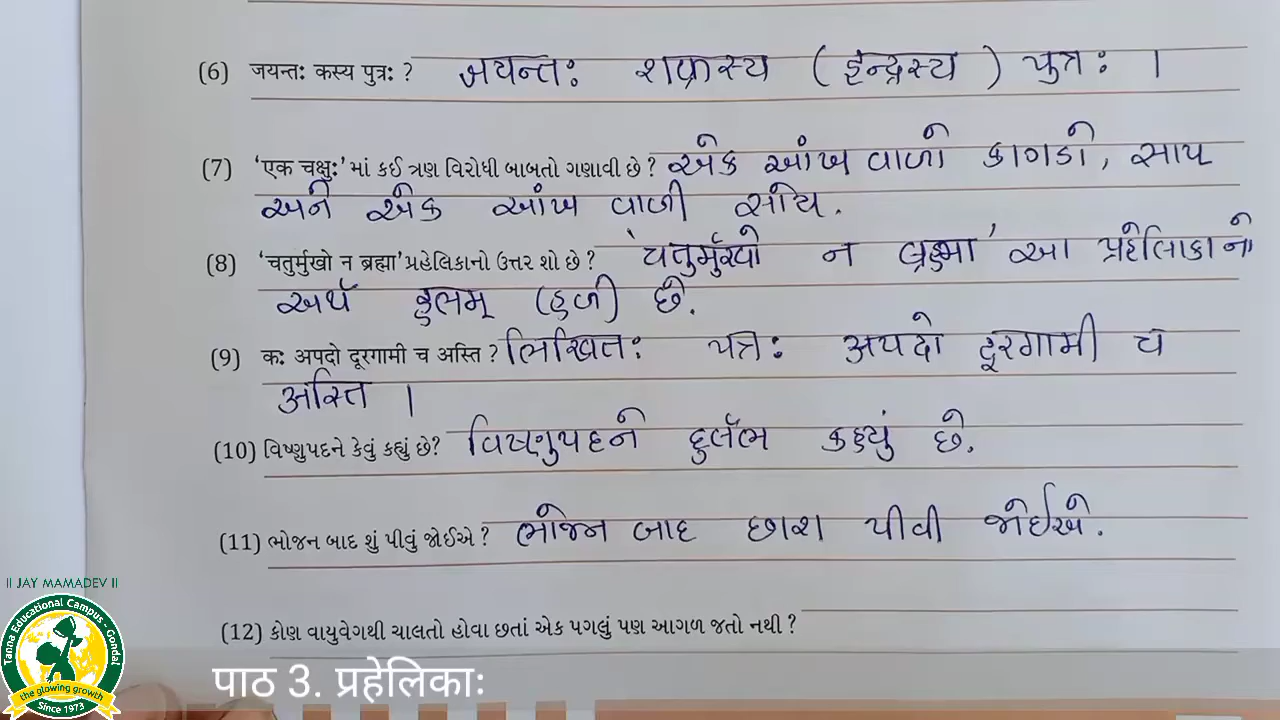 (6) जयन्तः कस्य पुत्रः ? जयन्तः शक्रस्य (इन्द्रस्य) पुत्रः ।
(7) 'एक चक्षुः'માં કઈ ત્રણ વિરોધી બાબતો ગણાવી છે ? એક આંખ વાળો કાગડો, સાપ
અને એક આંખ વાળી સોય.
(8) 'चतुर्मुखो न ब्रह्मा' પ્રહેલિકાનો ઉત્તર શો છે ? 'चतुर्मुखो न ब्रह्मा' આ પ્રહેલિકાનો
અર્થ हलम् (હળ) છે.
(9) कः अपदो दूरगामी च अस्ति ? लिखितः पत्रः अपदो दूरगामी च
अस्ति ।
(10) વિષ્ણુપદને કેવું કહ્યું છે? વિષ્ણુપદને દુર્લભ કહ્યું છે.
(11) ભોજન બાદ શું પીવું જોઈએ ? ભોજન બાદ છાશ પીવી જોઈએ.
(12) કોણ વાયુવેગથી ચાલતો હોવા છતાં એક પગલું પણ આગળ જતો નથી ?
|| JAY MAMADEV ||
Tanna Educational Campus - Gondal
the glowing growth
Since 1973
पाठ 3. प्रहेलिकाः